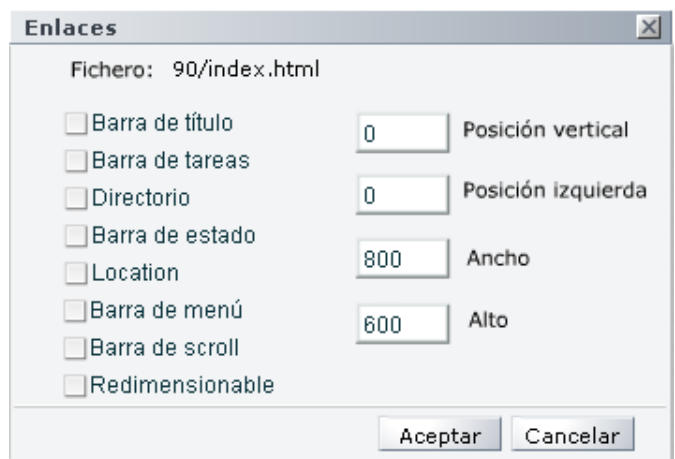 Enlaces
Fichero: 90/index.html
Barra de título
Barra de tareas
Directorio
Barra de estado
Location
Barra de menú
Barra de scroll
Redimensionable
0 Posición vertical
0 Posición izquierda
800 Ancho
600 Alto
Aceptar Cancelar